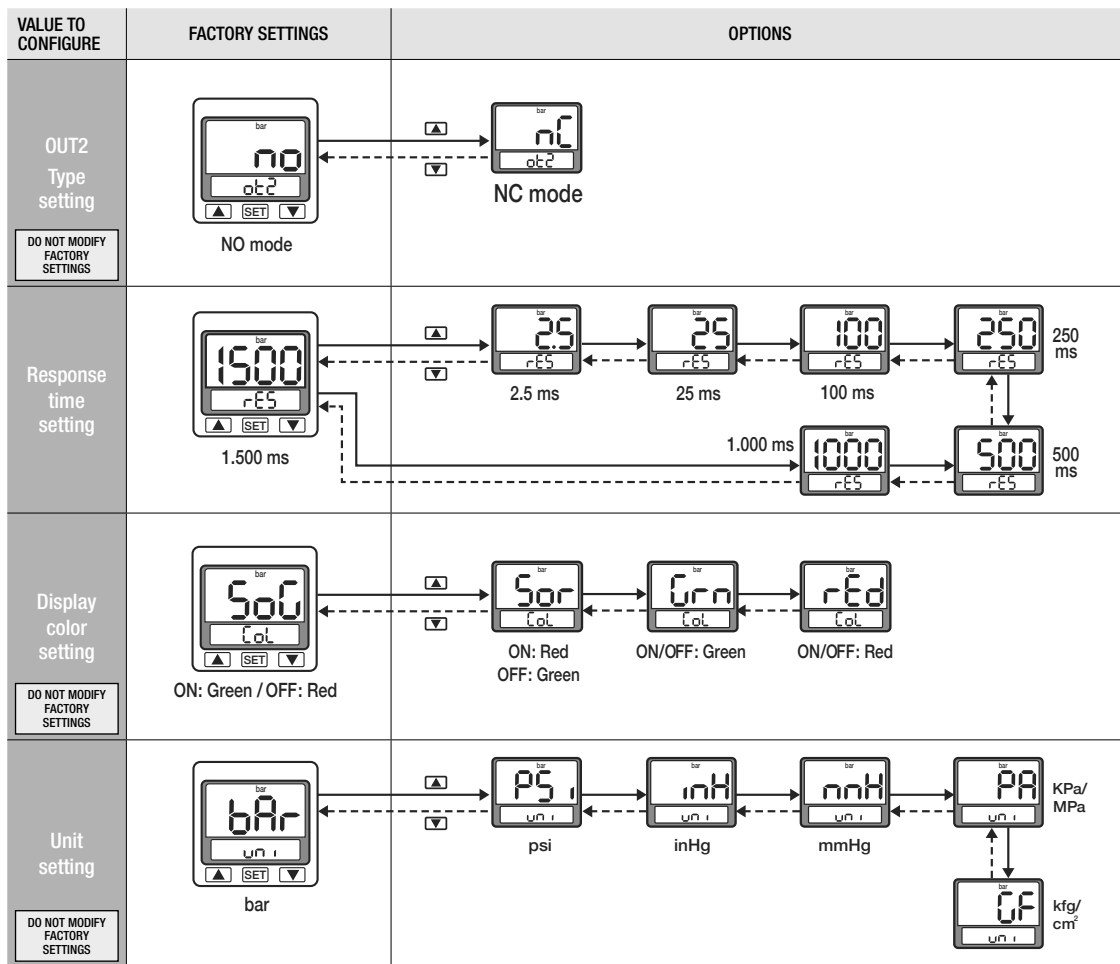 VALUE TO
CONFIGURE
FACTORY SETTINGS
OPTIONS
OUT2
Type
setting
DO NOT MODIFY
FACTORY
SETTINGS
bar
no
ot2
SET
NO mode
bar
nC
ot2
NC mode
Response
time
setting
bar
1500
rES
SET
1.500 ms
bar
2.5
rES
2.5 ms
bar
25
rES
25 ms
bar
100
rES
100 ms
bar
250
rES
250
ms
1.000 ms
bar
1000
rES
bar
500
rES
500
ms
Display
color
setting
DO NOT MODIFY
FACTORY
SETTINGS
bar
SoG
CoL
SET
ON: Green / OFF: Red
bar
Sor
CoL
ON: Red
OFF: Green
bar
Grn
CoL
ON/OFF: Green
bar
rEd
CoL
ON/OFF: Red
Unit
setting
DO NOT MODIFY
FACTORY
SETTINGS
bar
bAr
uni
SET
bar
bar
PSi
uni
psi
bar
inH
uni
inHg
bar
nnH
uni
mmHg
bar
PA
uni
KPa/
MPa
bar
GF
uni
kfg/
cm²